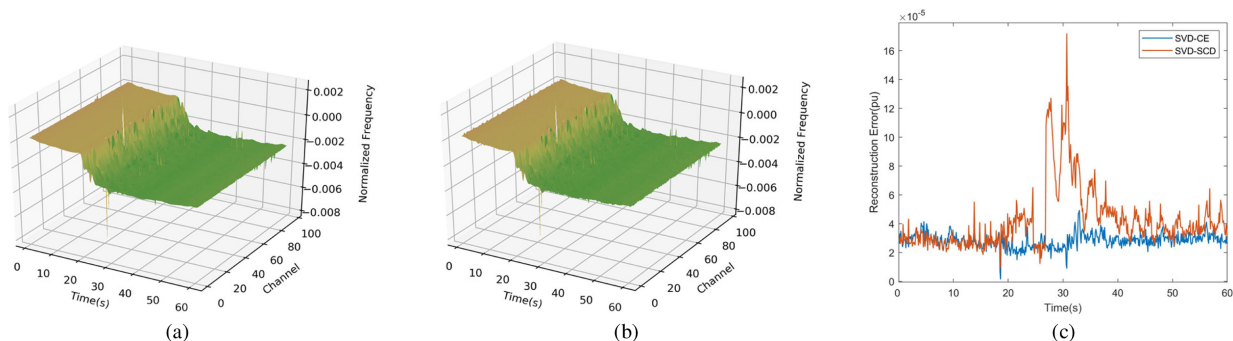 0.002
0.000
−0.002
−0.004
−0.006
−0.008
Normalized Frequency
0 10 20 30 40 50 60
Time(s)
0 20 40 60 80 100
Channel
(a)
0.002
0.000
−0.002
−0.004
−0.006
−0.008
Normalized Frequency
0 10 20 30 40 50 60
Time(s)
0 20 40 60 80 100
Channel
(b)
×10⁻⁵
SVD-CE
SVD-SCD
16
14
12
10
8
6
4
2
0
Reconstruction Error(pu)
0 10 20 30 40 50 60
Time(s)
(c)